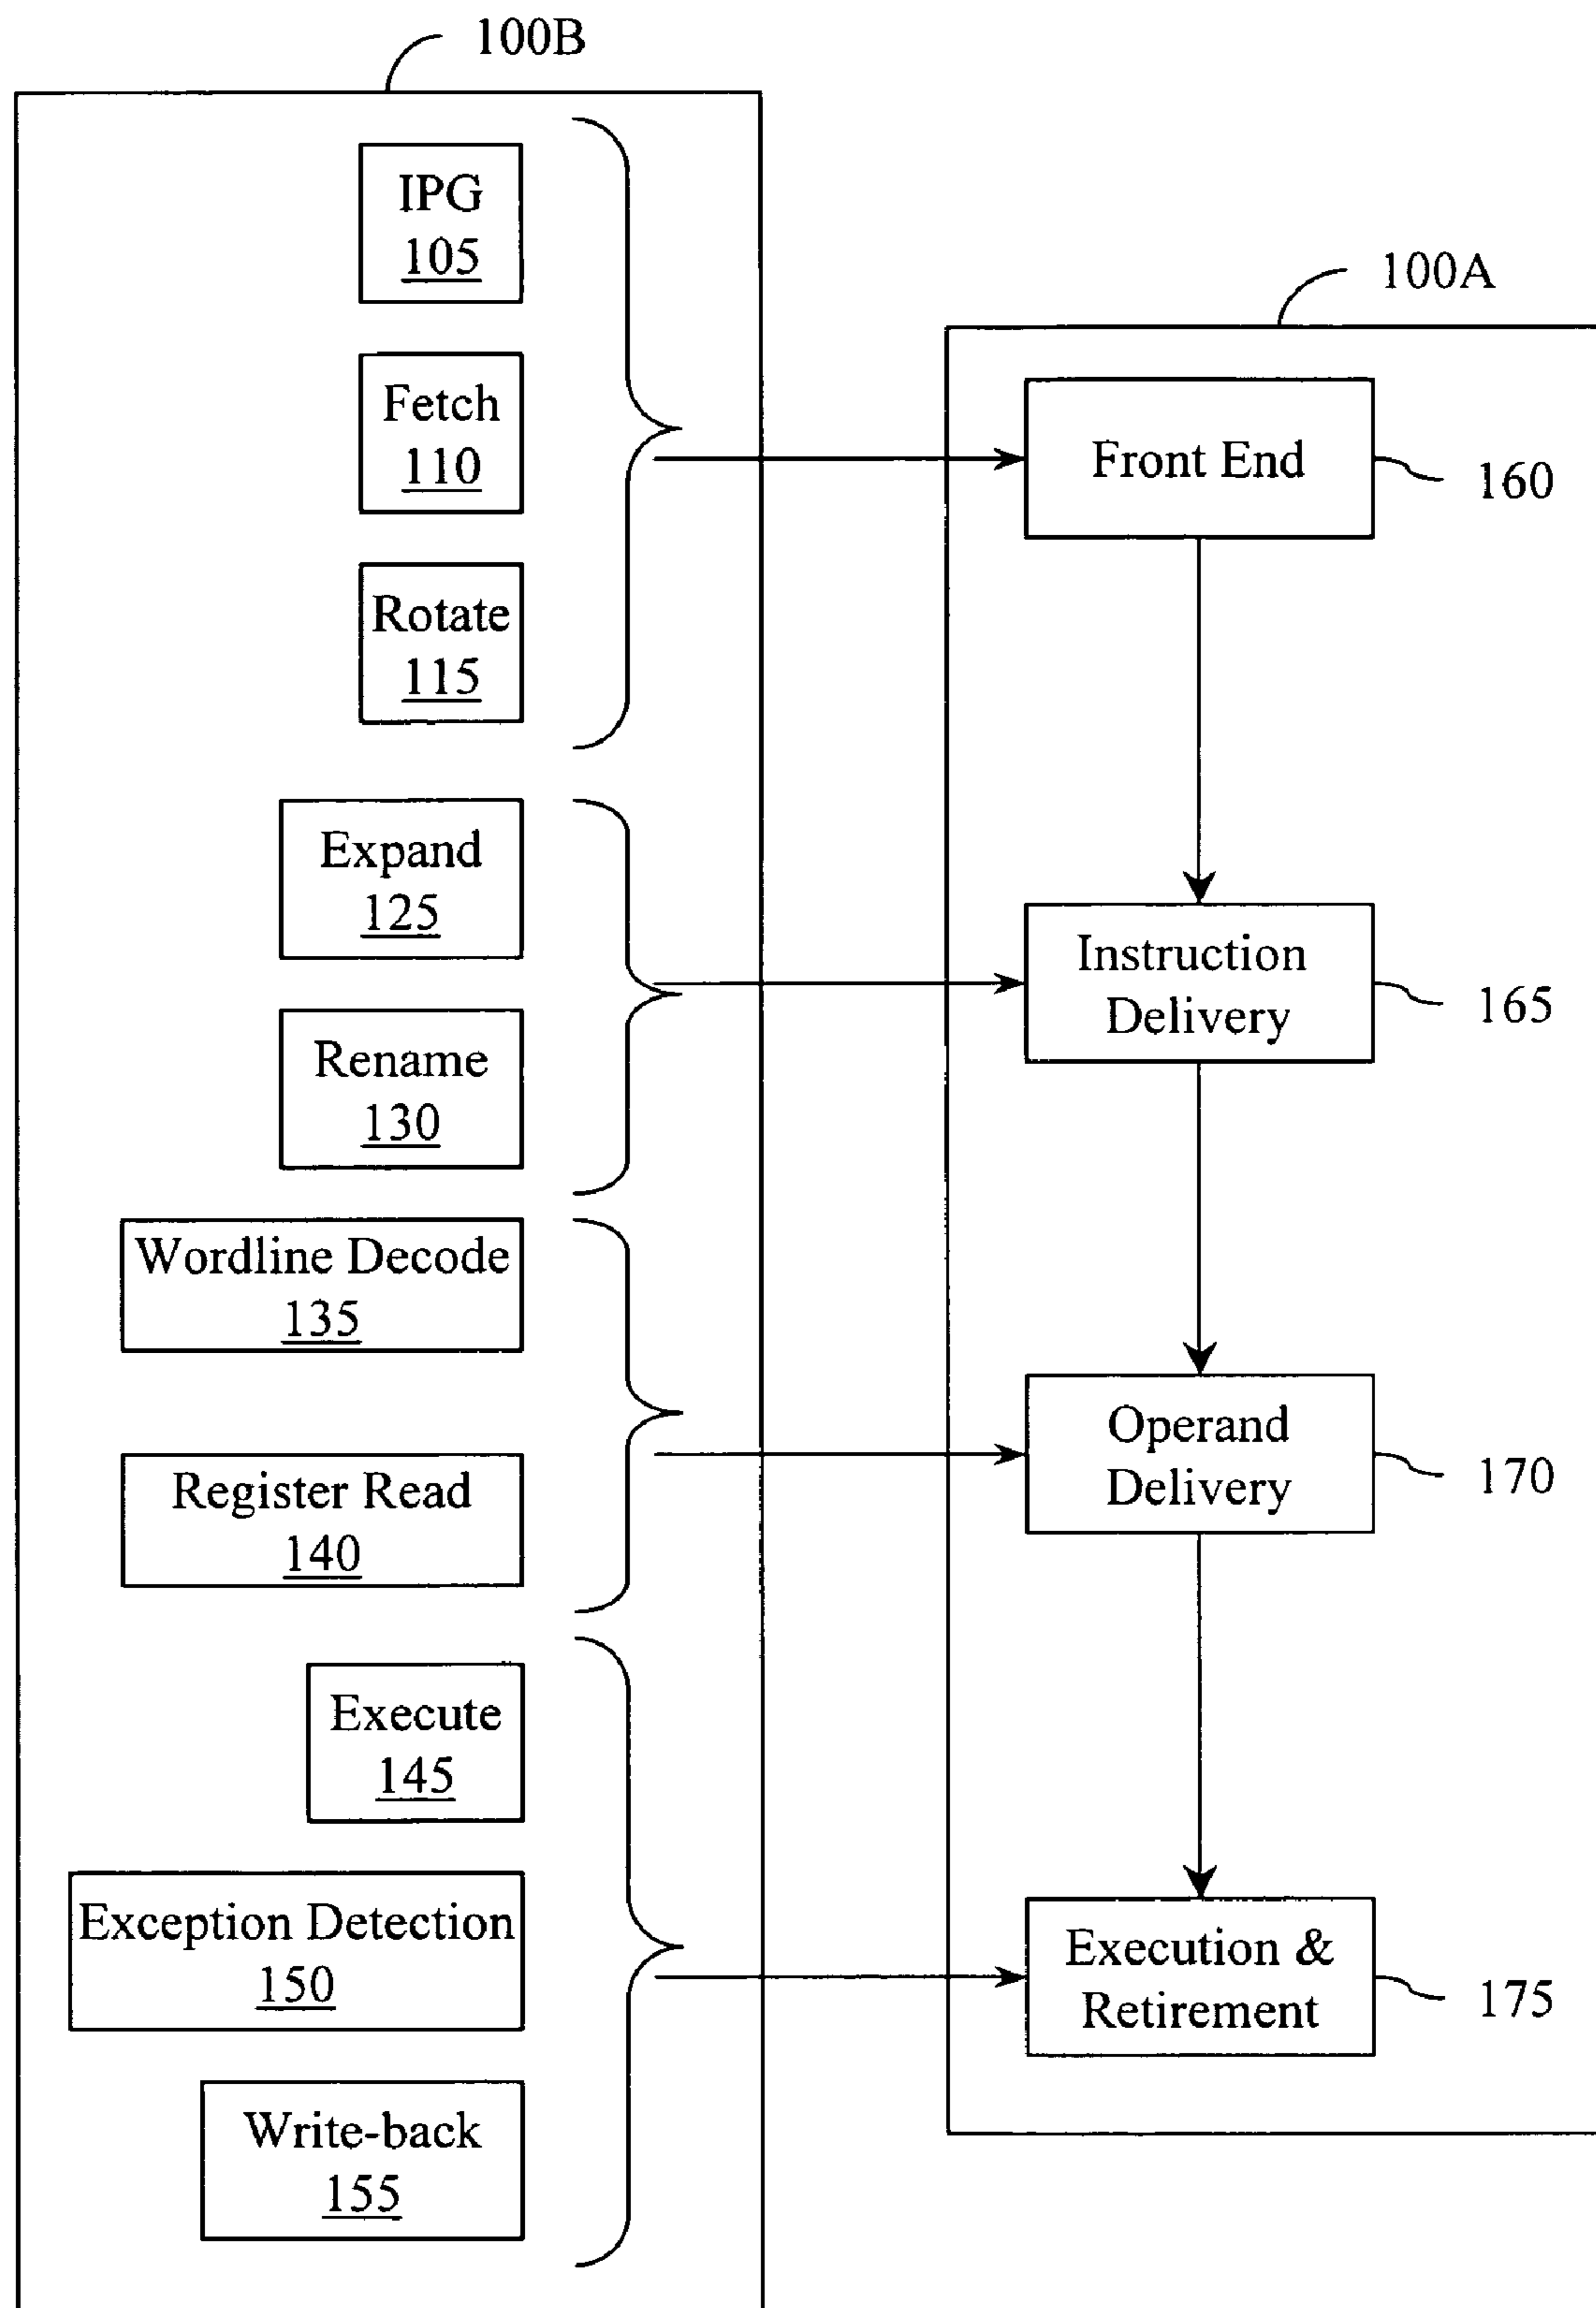 100B
IPG
105
Fetch
110
Rotate
115
Expand
125
Rename
130
Wordline Decode
135
Register Read
140
Execute
145
Exception Detection
150
Write-back
155
100A
Front End
160
Instruction
Delivery
165
Operand
Delivery
170
Execution &
Retirement
175